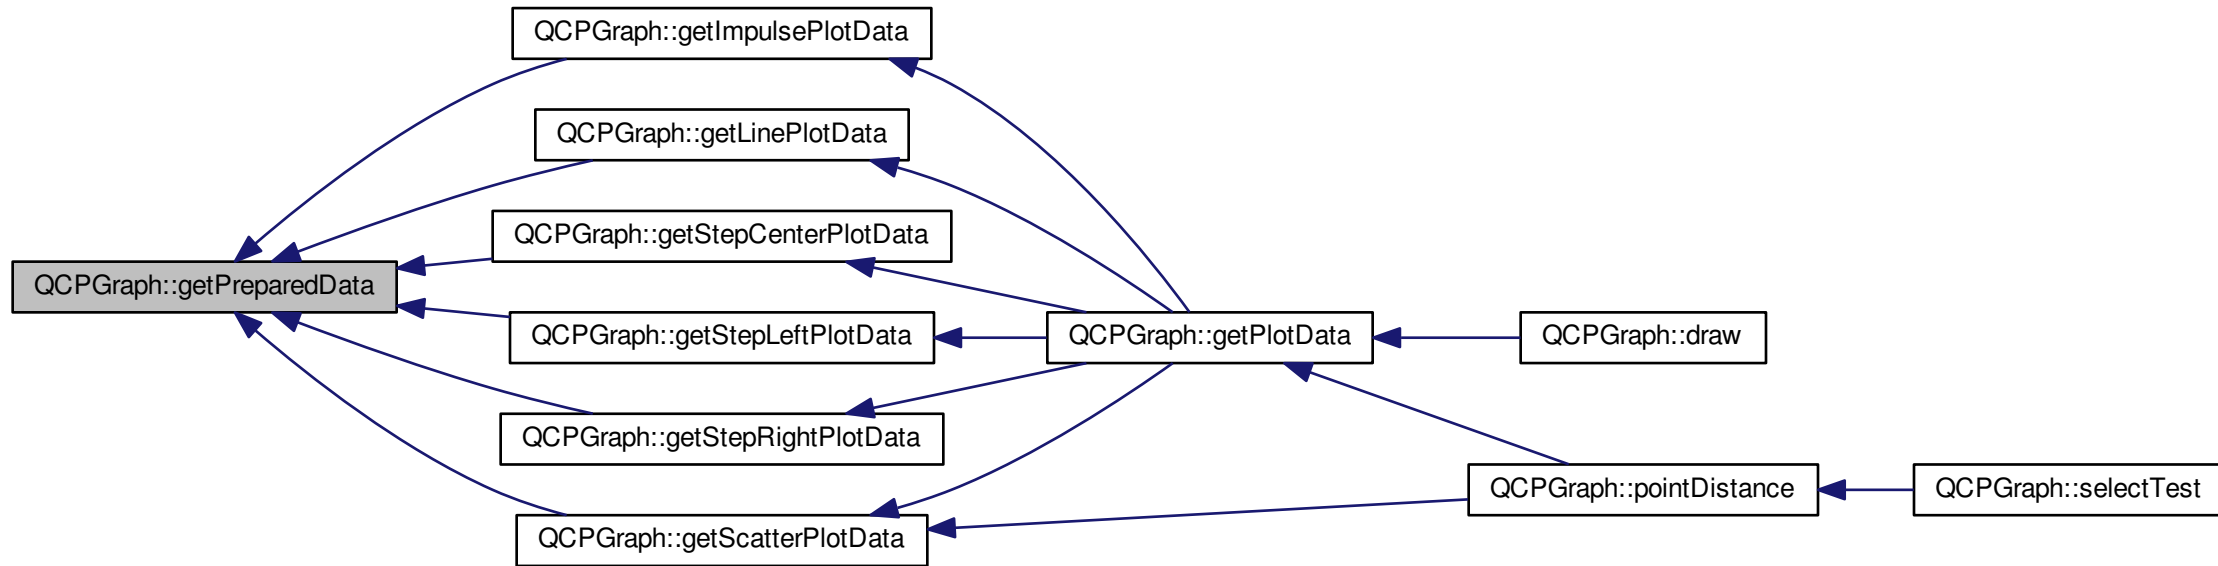 QCPGraph::getImpulsePlotData
QCPGraph::getLinePlotData
QCPGraph::getStepCenterPlotData
QCPGraph::getPreparedData
QCPGraph::getStepLeftPlotData
QCPGraph::getPlotData
QCPGraph::draw
QCPGraph::getStepRightPlotData
QCPGraph::pointDistance
QCPGraph::selectTest
QCPGraph::getScatterPlotData